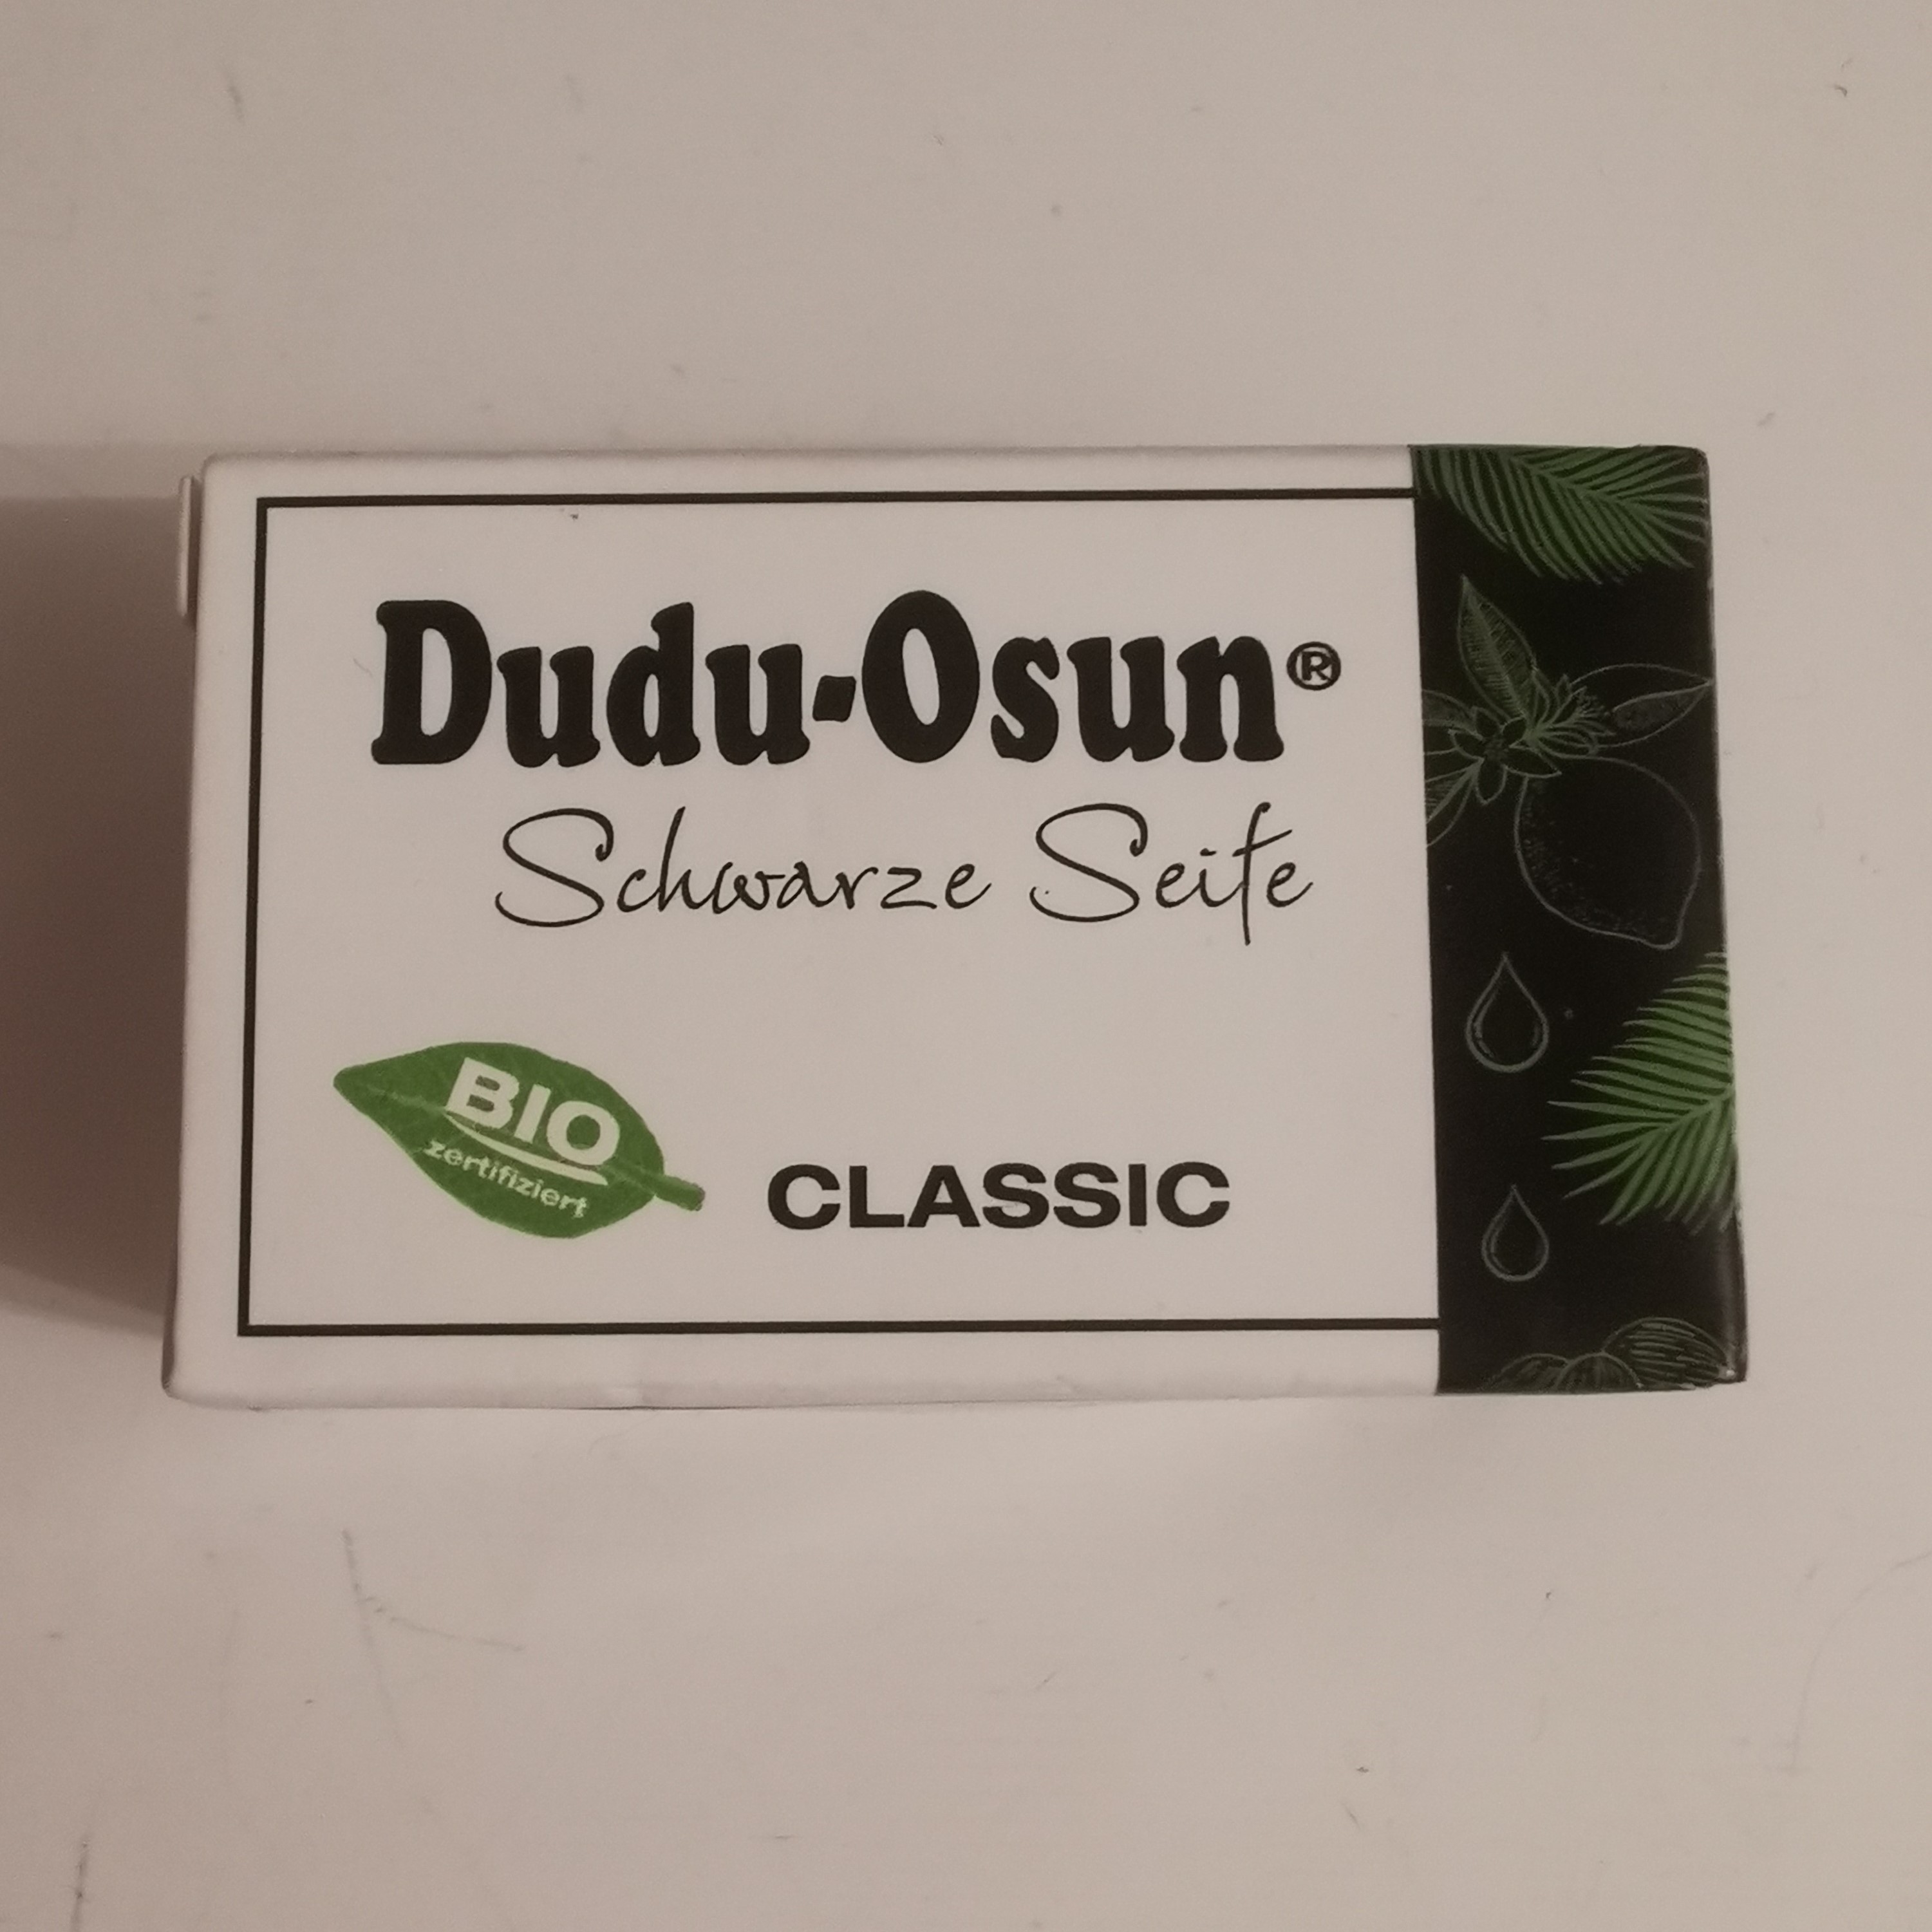 Dudu-Osun®
Schwarze Seife
BIO
zertifiziert
CLASSIC